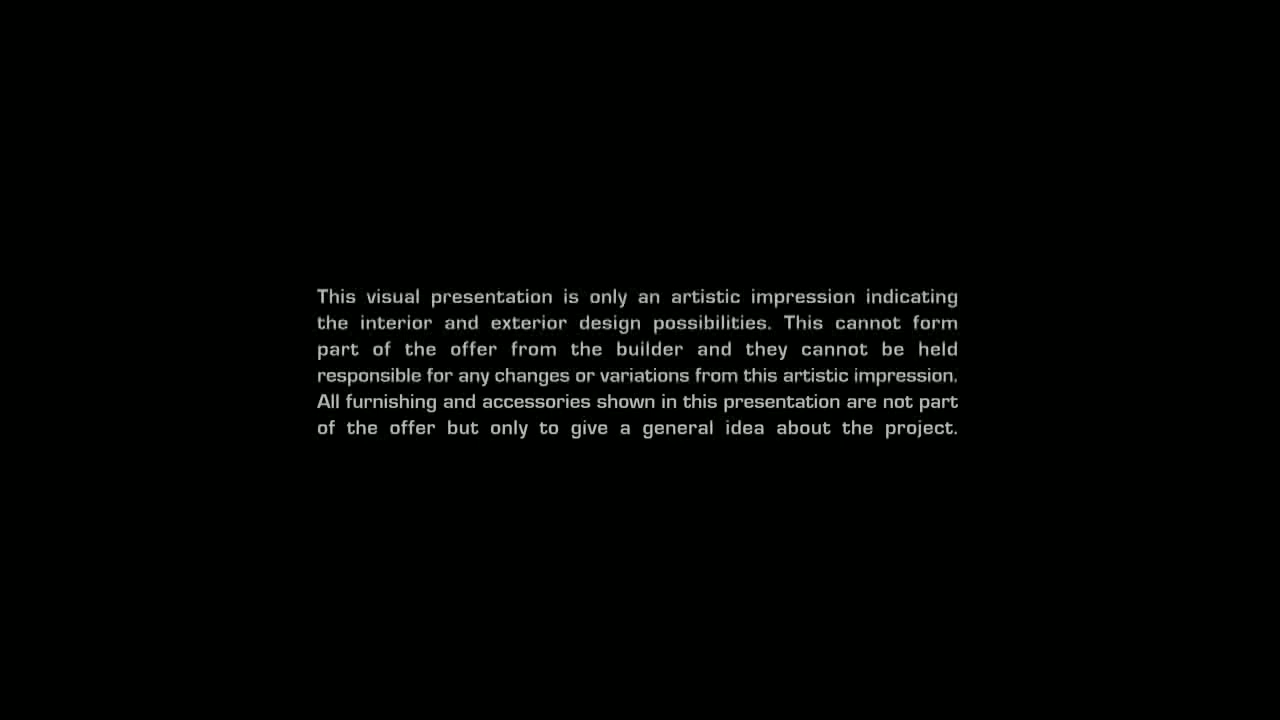 This visual presentation is only an artistic impression indicating
the interior and exterior design possibilities. This cannot form
part of the offer from the builder and they cannot be held
responsible for any changes or variations from this artistic impression.
All furnishing and accessories shown in this presentation are not part
of the offer but only to give a general idea about the project.